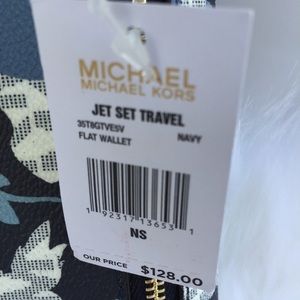 MICHAEL
MICHAEL KORS
JET SET TRAVEL
35T8GTVE5V NAVY
FLAT WALLET
1 92317 13653 1
NS
OUR PRICE $128.00